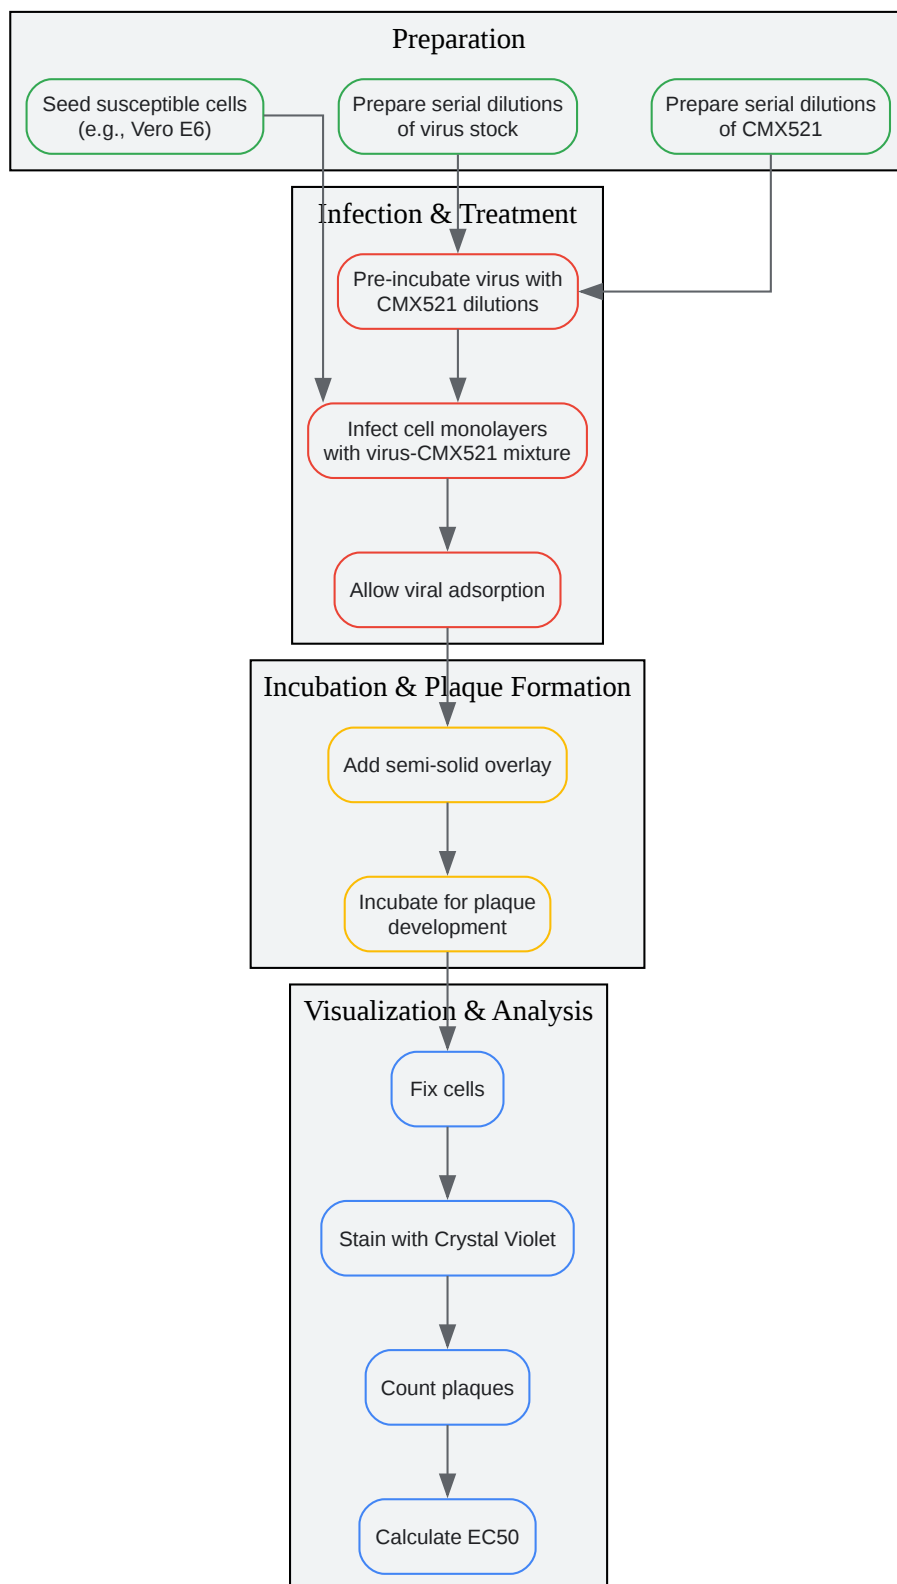 Preparation
Seed susceptible cells
(e.g., Vero E6)
Prepare serial dilutions
of virus stock
Prepare serial dilutions
of CMX521
Infection & Treatment
Pre-incubate virus with
CMX521 dilutions
Infect cell monolayers
with virus-CMX521 mixture
Allow viral adsorption
Incubation & Plaque Formation
Add semi-solid overlay
Incubate for plaque
development
Visualization & Analysis
Fix cells
Stain with Crystal Violet
Count plaques
Calculate EC50